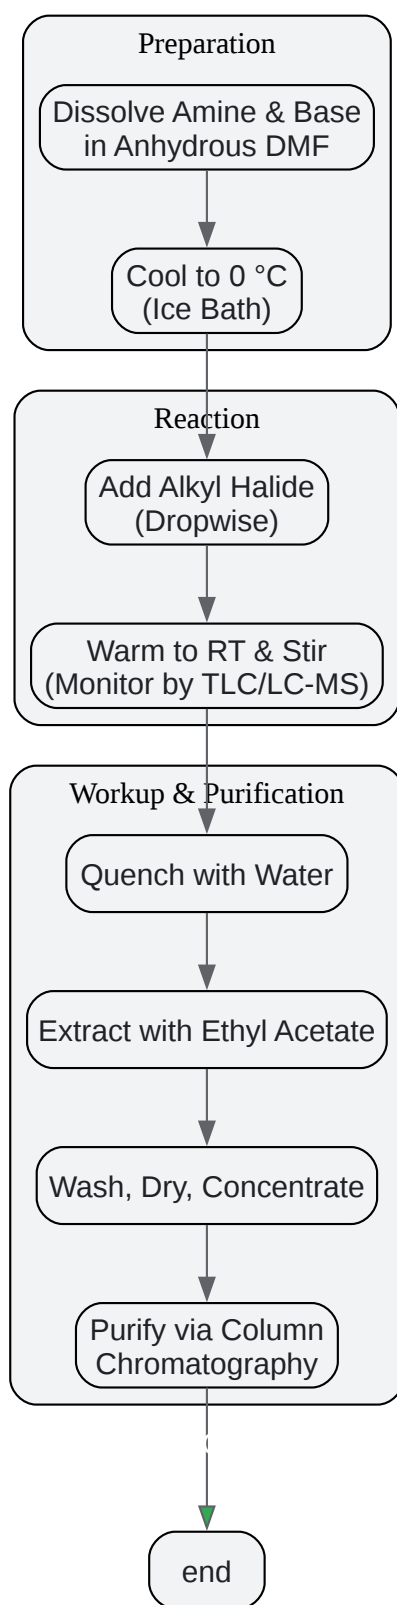 Preparation
Dissolve Amine & Base
in Anhydrous DMF
Cool to 0 °C
(Ice Bath)
Reaction
Add Alkyl Halide
(Dropwise)
Warm to RT & Stir
(Monitor by TLC/LC-MS)
Workup & Purification
Quench with Water
Extract with Ethyl Acetate
Wash, Dry, Concentrate
Purify via Column
Chromatography
end